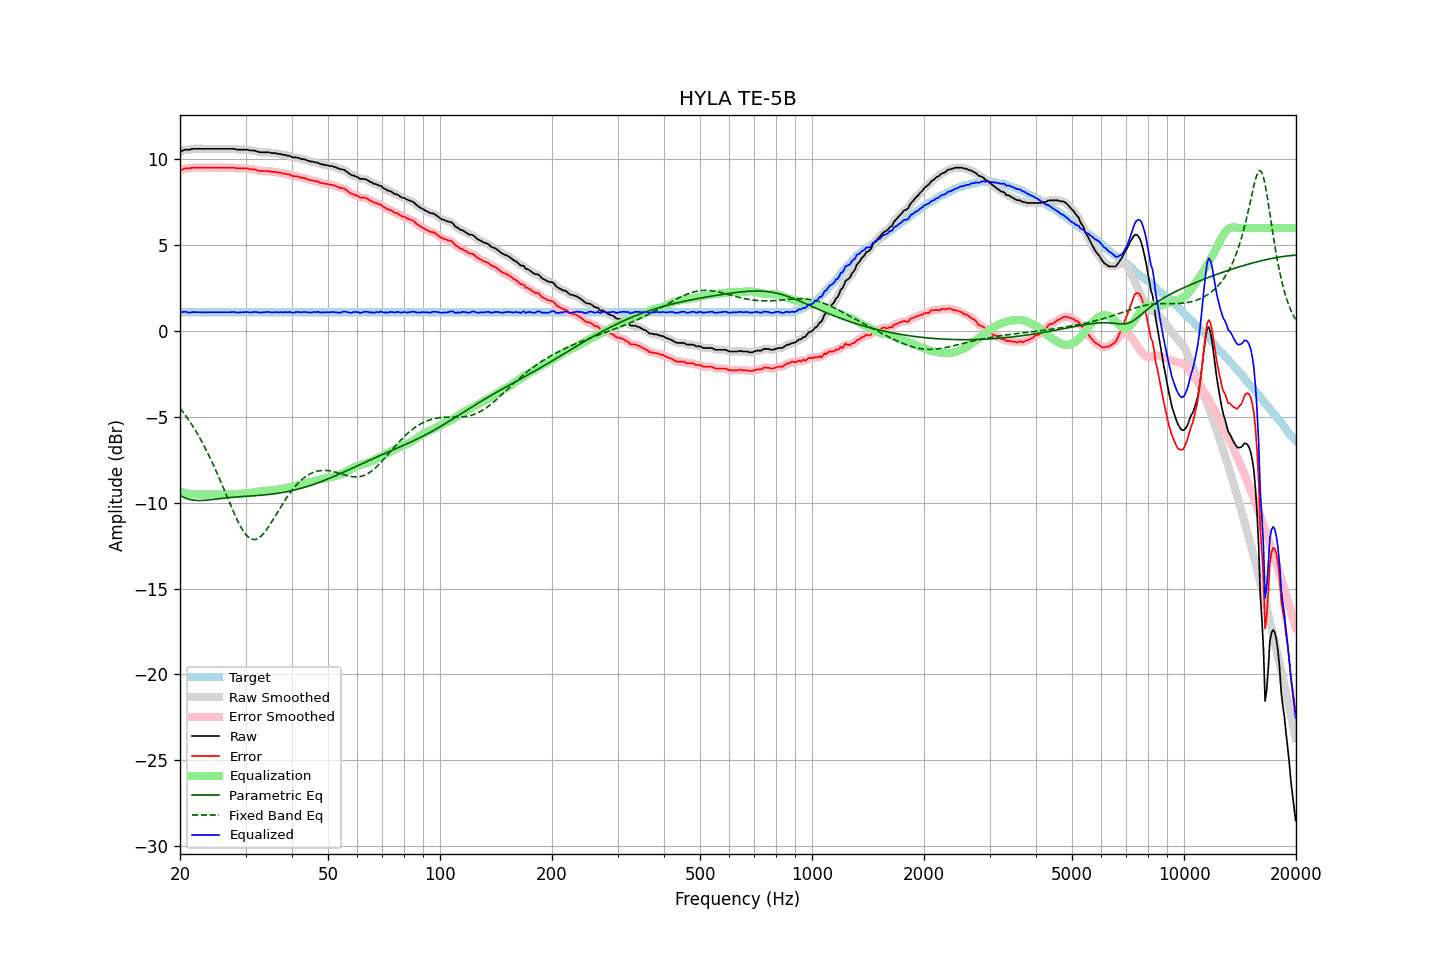 HYLA TE-5B
Amplitude (dBr)
10
5
0
−5
−10
−15
−20
−25
−30
Target
Raw Smoothed
Error Smoothed
Raw
Error
Equalization
Parametric Eq
Fixed Band Eq
Equalized
20 50 100 200 500 1000 2000 5000 10000 20000
Frequency (Hz)